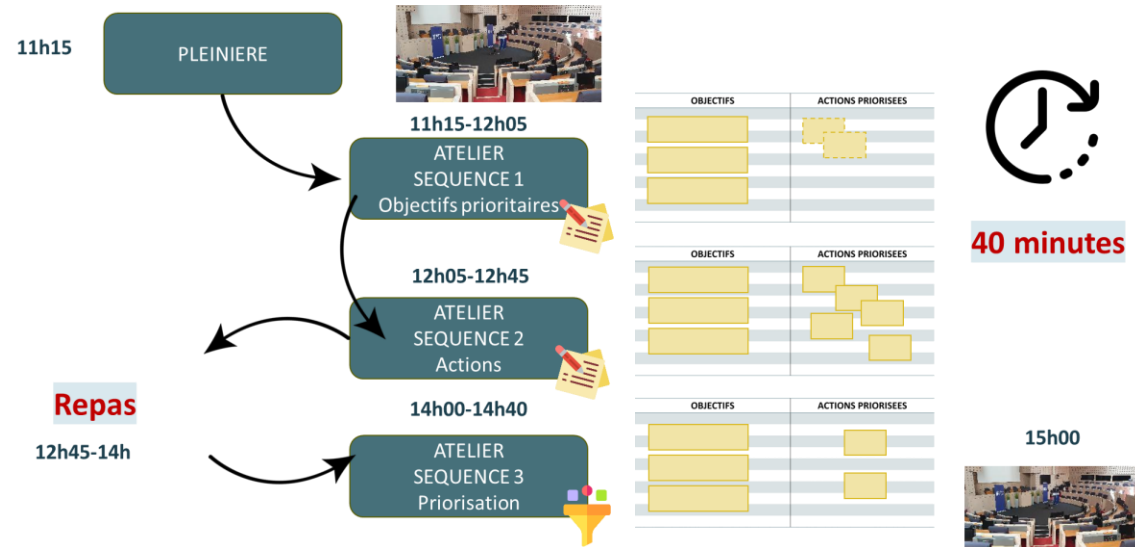 11h15
PLEINIERE
11h15-12h05
ATELIER
SEQUENCE 1
Objectifs prioritaires
OBJECTIFS
ACTIONS PRIORISEES
40 minutes
12h05-12h45
ATELIER
SEQUENCE 2
Actions
OBJECTIFS
ACTIONS PRIORISEES
Repas
12h45-14h
14h00-14h40
ATELIER
SEQUENCE 3
Priorisation
OBJECTIFS
ACTIONS PRIORISEES
15h00